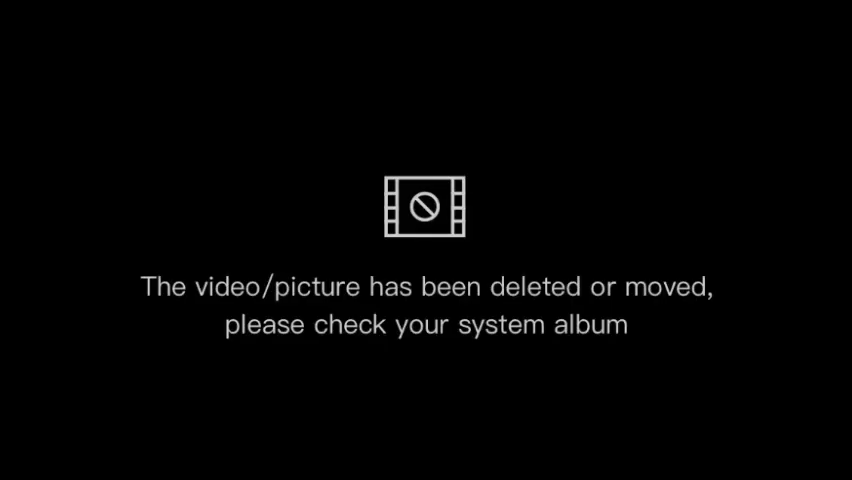 The video/picture has been deleted or moved,
please check your system album